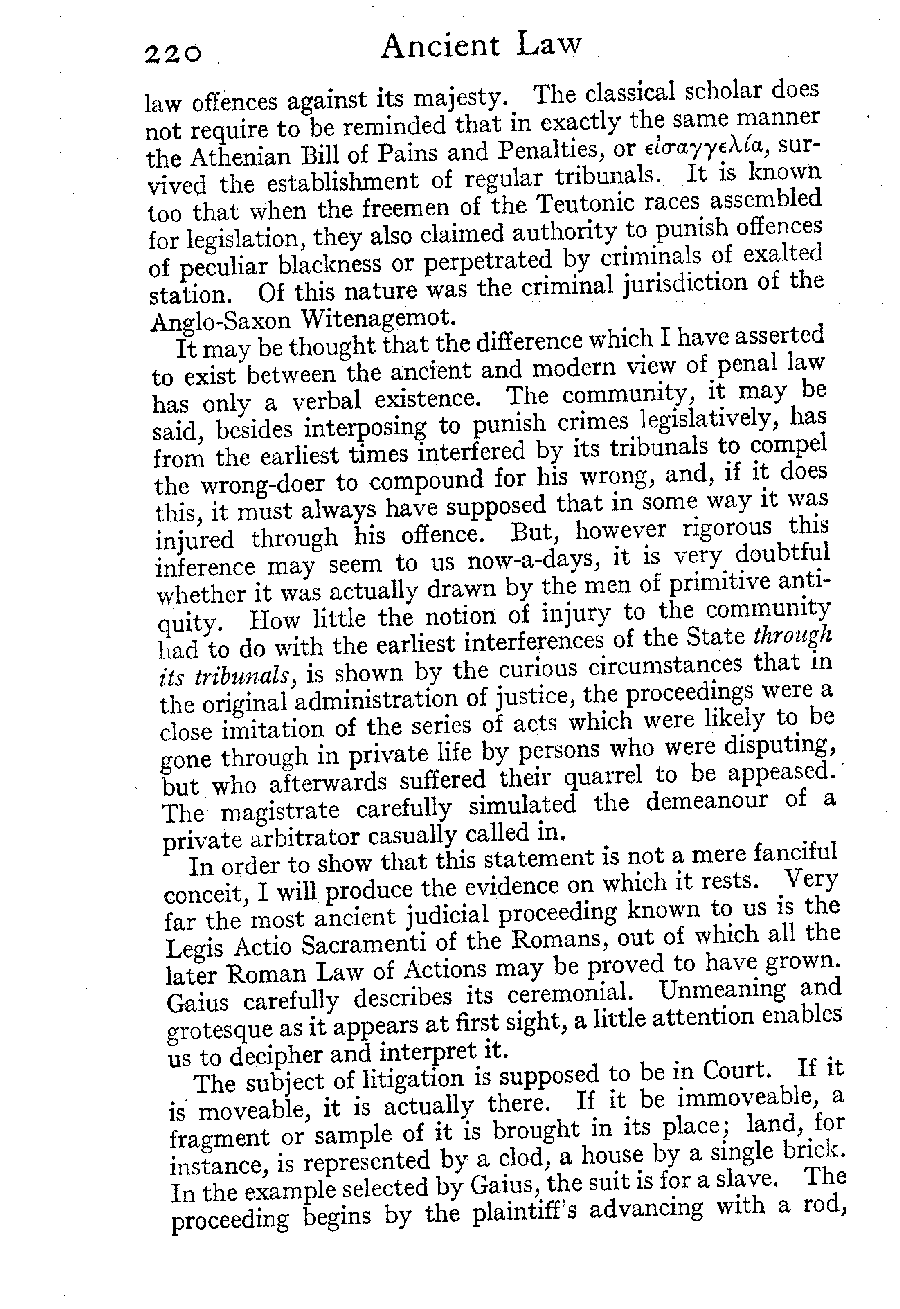 220 Ancient Law
law offences against its majesty. The classical scholar does
not require to be reminded that in exactly the same manner
the Athenian Bill of Pains and Penalties, or εἰσαγγελία, sur-
vived the establishment of regular tribunals. It is known
too that when the freemen of the Teutonic races assembled
for legislation, they also claimed authority to punish offences
of peculiar blackness or perpetrated by criminals of exalted
station. Of this nature was the criminal jurisdiction of the
Anglo-Saxon Witenagemot.
It may be thought that the difference which I have asserted
to exist between the ancient and modern view of penal law
has only a verbal existence. The community, it may be
said, besides interposing to punish crimes legislatively, has
from the earliest times interfered by its tribunals to compel
the wrong-doer to compound for his wrong, and, if it does
this, it must always have supposed that in some way it was
injured through his offence. But, however rigorous this
inference may seem to us now-a-days, it is very doubtful
whether it was actually drawn by the men of primitive anti-
quity. How little the notion of injury to the community
had to do with the earliest interferences of the State through
its tribunals, is shown by the curious circumstances that in
the original administration of justice, the proceedings were a
close imitation of the series of acts which were likely to be
gone through in private life by persons who were disputing,
but who afterwards suffered their quarrel to be appeased.
The magistrate carefully simulated the demeanour of a
private arbitrator casually called in.
In order to show that this statement is not a mere fanciful
conceit, I will produce the evidence on which it rests. Very
far the most ancient judicial proceeding known to us is the
Legis Actio Sacramenti of the Romans, out of which all the
later Roman Law of Actions may be proved to have grown.
Gaius carefully describes its ceremonial. Unmeaning and
grotesque as it appears at first sight, a little attention enables
us to decipher and interpret it.
The subject of litigation is supposed to be in Court. If it
is moveable, it is actually there. If it be immoveable, a
fragment or sample of it is brought in its place; land, for
instance, is represented by a clod, a house by a single brick.
In the example selected by Gaius, the suit is for a slave. The
proceeding begins by the plaintiff's advancing with a rod,